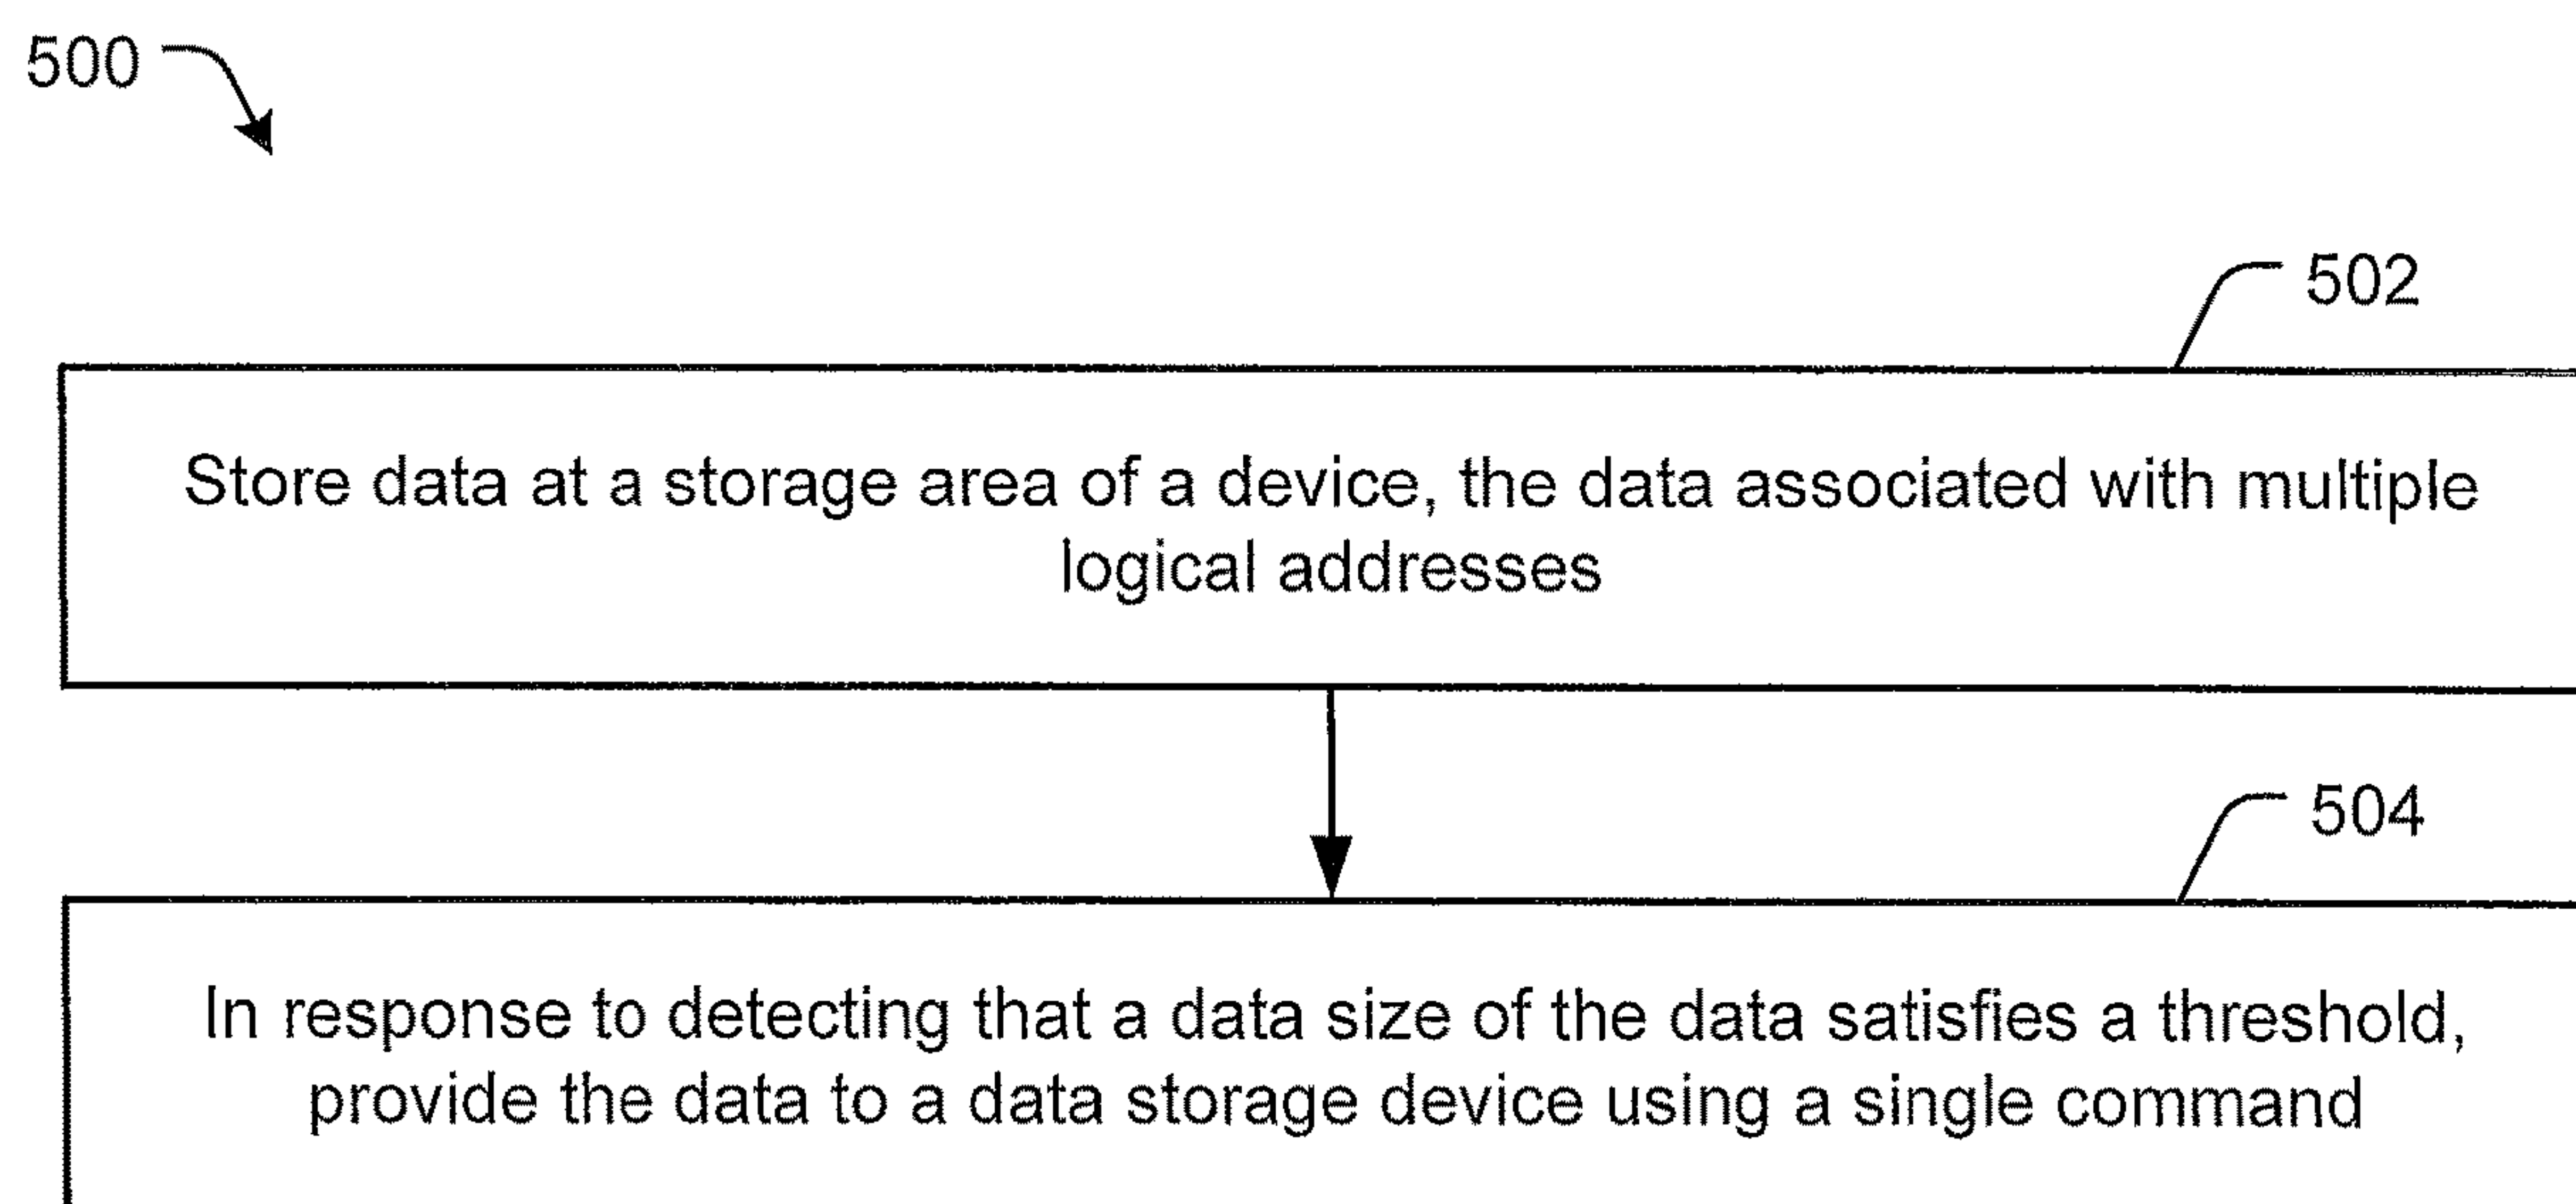 500
502
Store data at a storage area of a device, the data associated with multiple
logical addresses
504
In response to detecting that a data size of the data satisfies a threshold,
provide the data to a data storage device using a single command